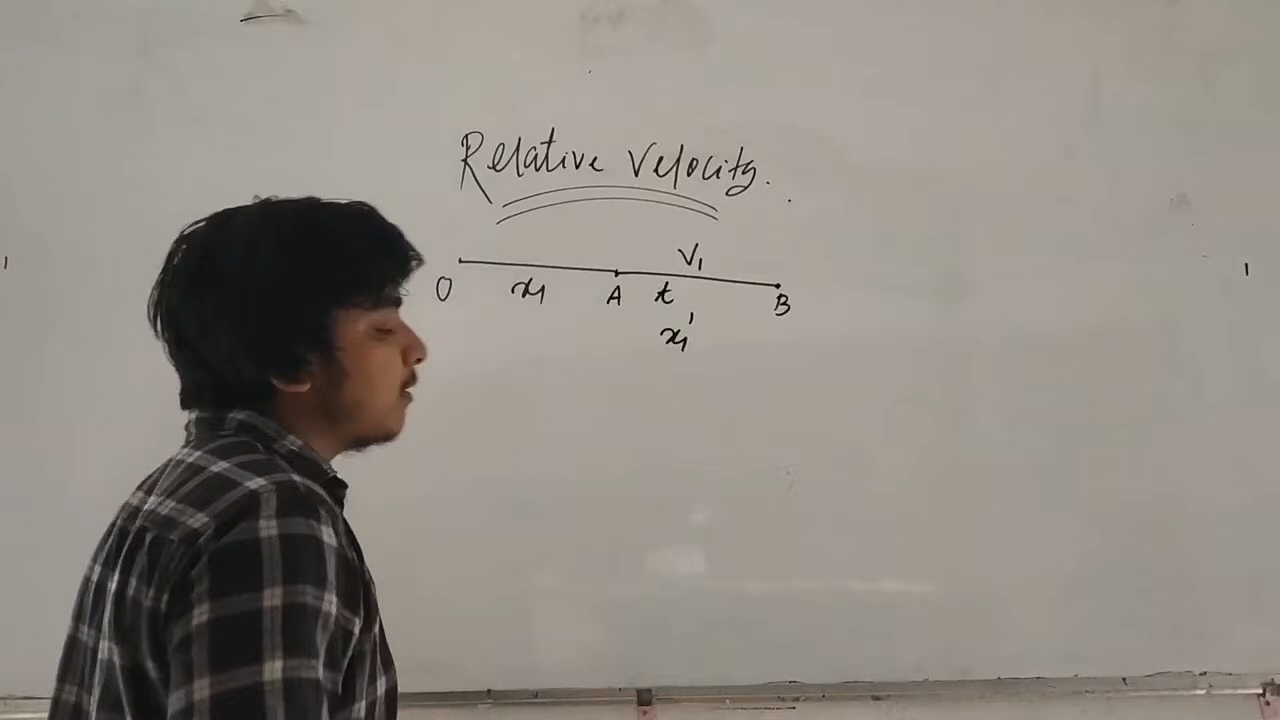 Relative Velocity.
V₁
O x₁ A t B
x₁'